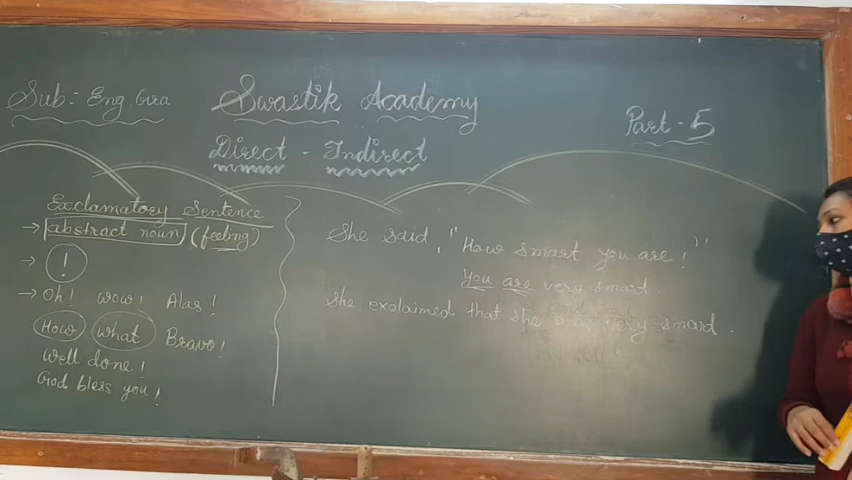 Sub:- Eng Gra
Swastik Academy
Part-5
Direct - Indirect
Exclamatory Sentence
→ abstract noun (feeling)
→ !
→ Oh! wow! Alas!
How what Bravo!
Well done!
God bless you!
She said, "How smart you are!"
You are very smart.
She exclaimed that she was very smart.